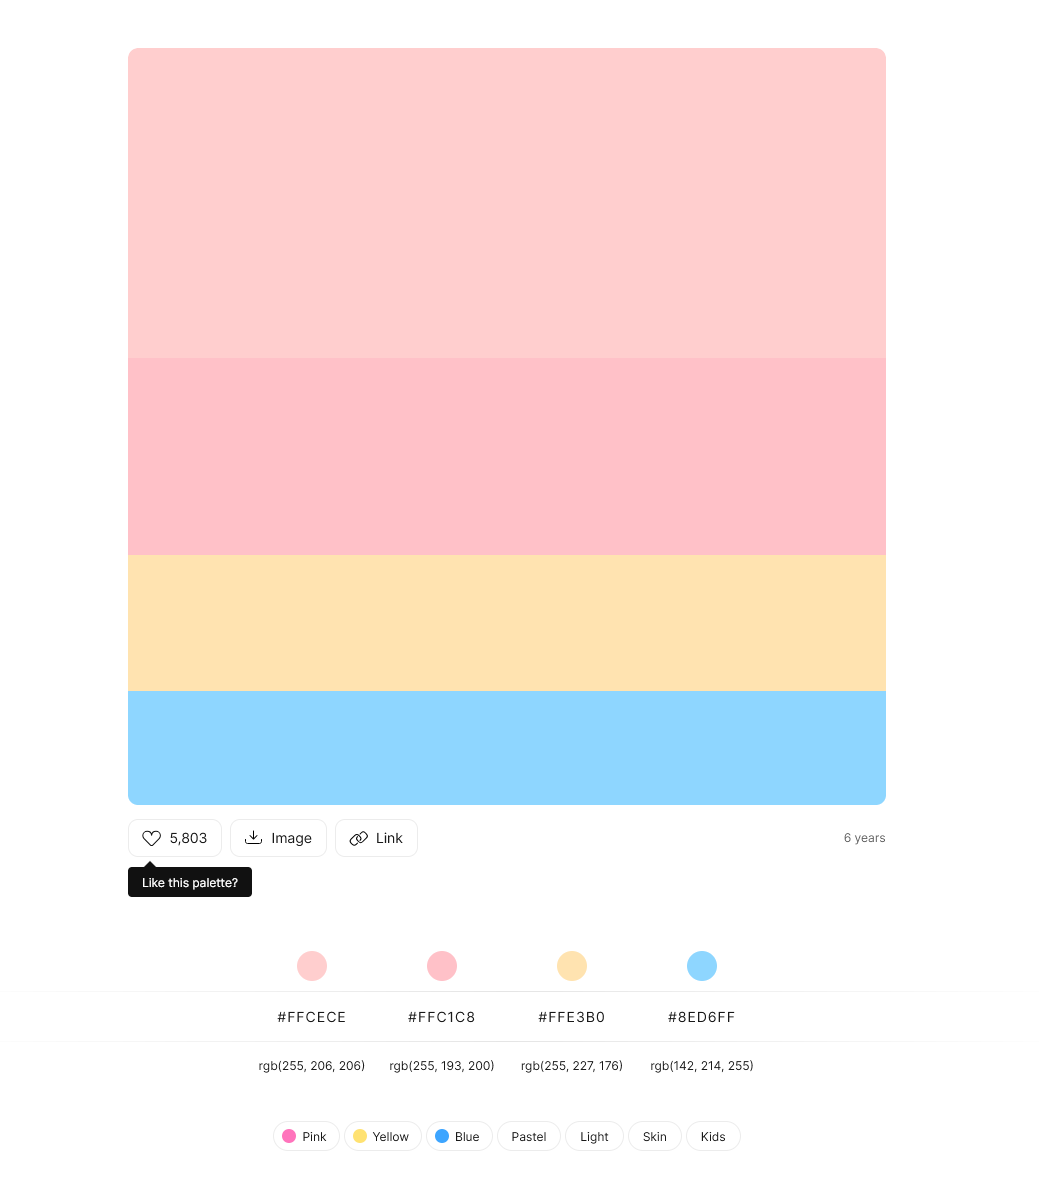 5,803 Image Link 6 years
Like this palette?
#FFCECE #FFC1C8 #FFE3B0 #8ED6FF
rgb(255, 206, 206) rgb(255, 193, 200) rgb(255, 227, 176) rgb(142, 214, 255)
Pink Yellow Blue Pastel Light Skin Kids